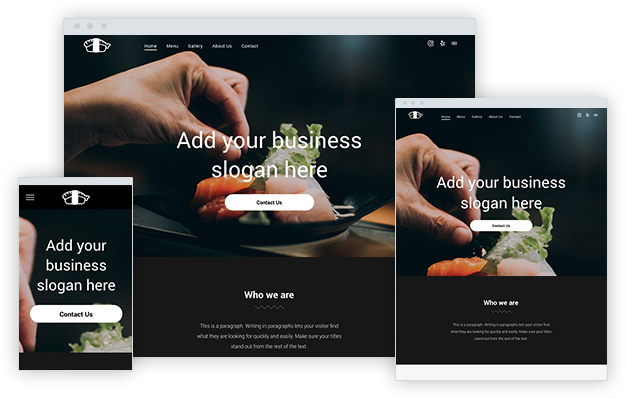 Home Menu Gallery About Us Contact
Add your business
slogan here
Contact Us
Who we are
This is a paragraph. Writing in paragraphs lets your visitor find
what they are looking for quickly and easily. Make sure your titles
stand out from the rest of the text.
Home Menu Gallery About Us Contact
Add your business
slogan here
Contact Us
Who we are
This is a paragraph. Writing in paragraphs lets your visitor find
what they are looking for quickly and easily. Make sure your titles
stand out from the rest of the text.
Add your
business
slogan here
Contact Us